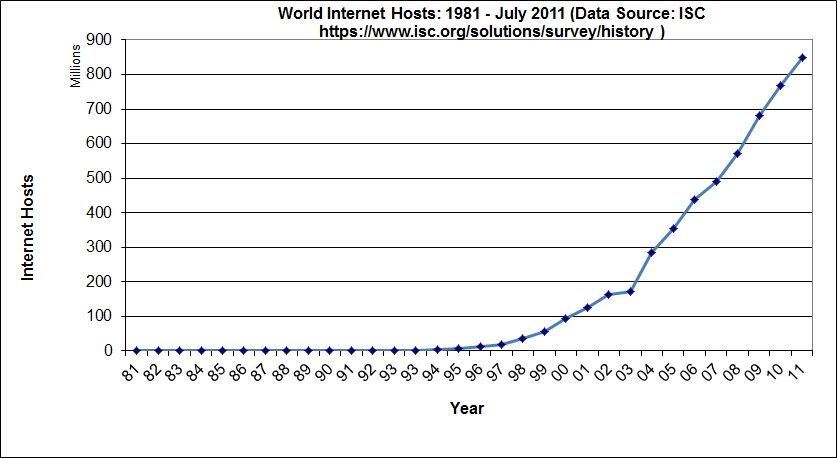 World Internet Hosts: 1981 - July 2011 (Data Source: ISC
https://www.isc.org/solutions/survey/history )
Millions
900
800
700
600
500
400
300
200
100
0
Internet Hosts
81 82 83 84 85 86 87 89 89 90 91 92 93 93 94 95 96 97 98 99 00 01 02 03 04 05 06 07 08 09 10 11
Year